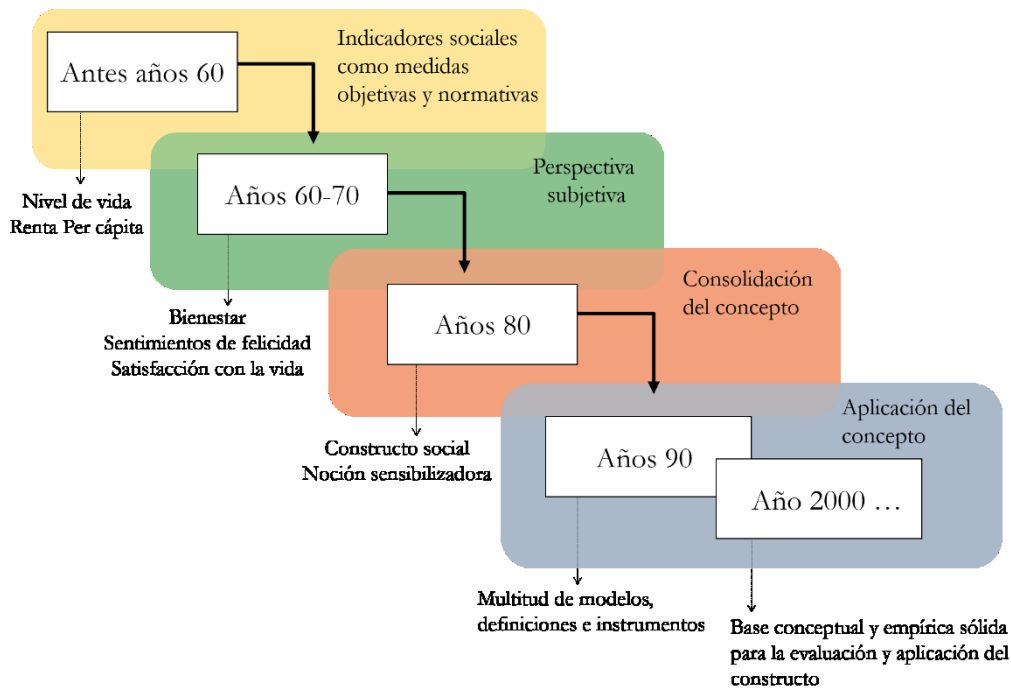 Antes años 60
Indicadores sociales
como medidas
objetivas y normativas
Nivel de vida
Renta Per cápita
Años 60-70
Perspectiva
subjetiva
Bienestar
Sentimientos de felicidad
Satisfacción con la vida
Años 80
Consolidación
del concepto
Constructo social
Noción sensibilizadora
Años 90
Aplicación del
concepto
Año 2000 …
Multitud de modelos,
definiciones e instrumentos
Base conceptual y empírica sólida
para la evaluación y aplicación del
constructo